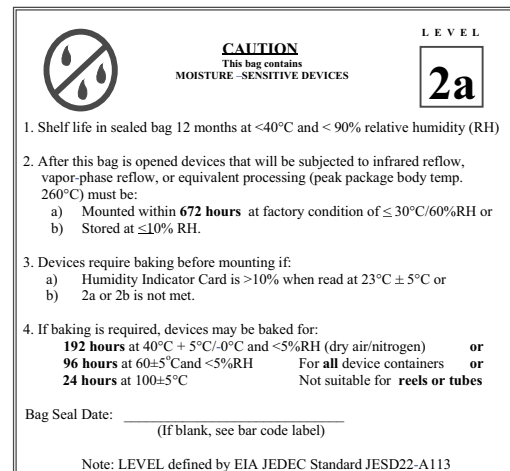 LEVEL
CAUTION
This bag contains
MOISTURE –SENSITIVE DEVICES
2a
1. Shelf life in sealed bag 12 months at <40°C and < 90% relative humidity (RH)
2. After this bag is opened devices that will be subjected to infrared reflow,
vapor-phase reflow, or equivalent processing (peak package body temp.
260°C) must be:
a) Mounted within 672 hours at factory condition of ≤ 30°C/60%RH or
b) Stored at ≤10% RH.
3. Devices require baking before mounting if:
a) Humidity Indicator Card is >10% when read at 23°C ± 5°C or
b) 2a or 2b is not met.
4. If baking is required, devices may be baked for:
192 hours at 40°C + 5°C/-0°C and <5%RH (dry air/nitrogen) or
96 hours at 60±5°Cand <5%RH For all device containers or
24 hours at 100±5°C Not suitable for reels or tubes
Bag Seal Date: ____________________
(If blank, see bar code label)
Note: LEVEL defined by EIA JEDEC Standard JESD22-A113